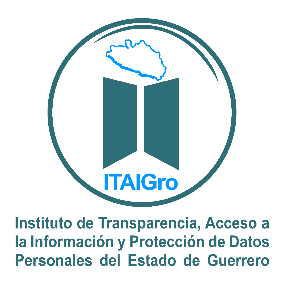 ITAIGro
Instituto de Transparencia, Acceso a
la Información y Protección de Datos
Personales del Estado de Guerrero